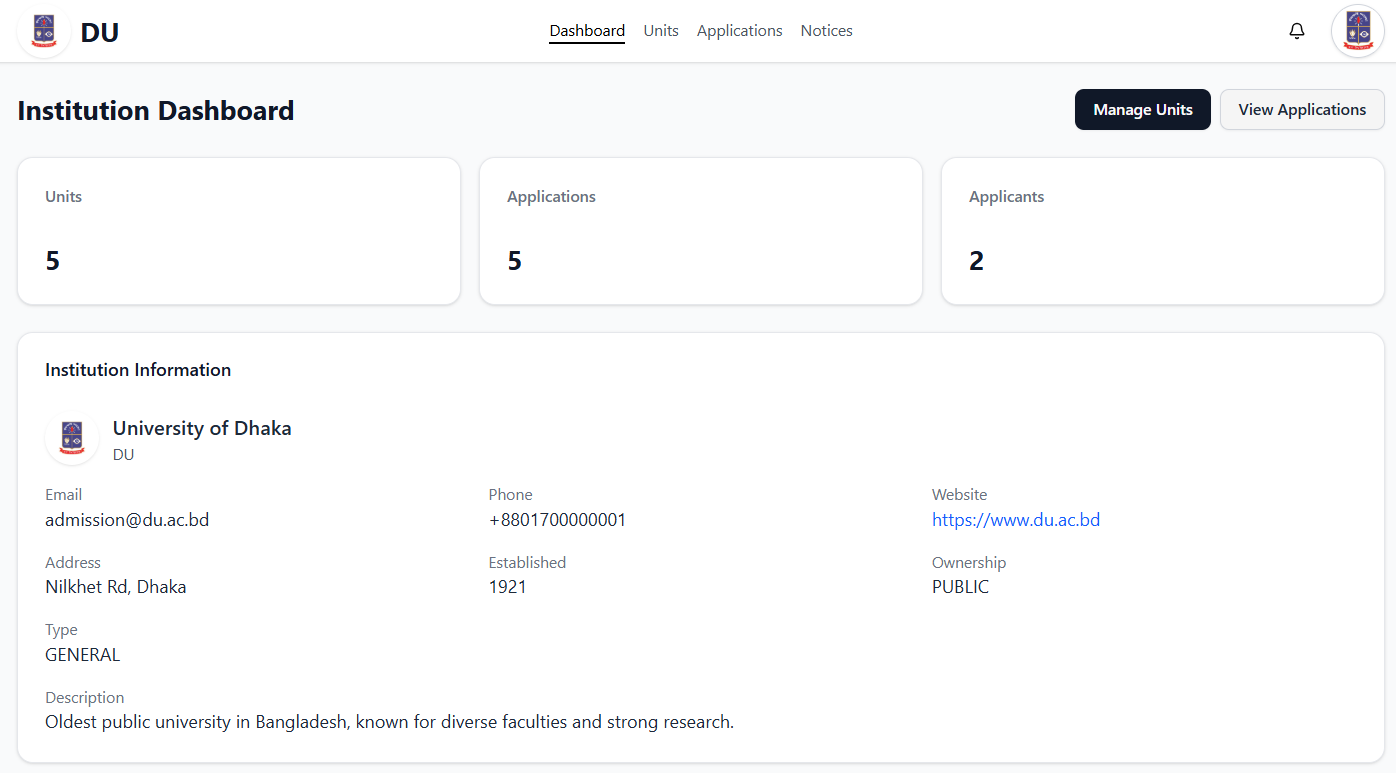 DU
Dashboard Units Applications Notices
Institution Dashboard
Manage Units View Applications
Units Applications Applicants
5 5 2
Institution Information
University of Dhaka
DU
Email Phone Website
admission@du.ac.bd +8801700000001 https://www.du.ac.bd
Address Established Ownership
Nilkhet Rd, Dhaka 1921 PUBLIC
Type
GENERAL
Description
Oldest public university in Bangladesh, known for diverse faculties and strong research.